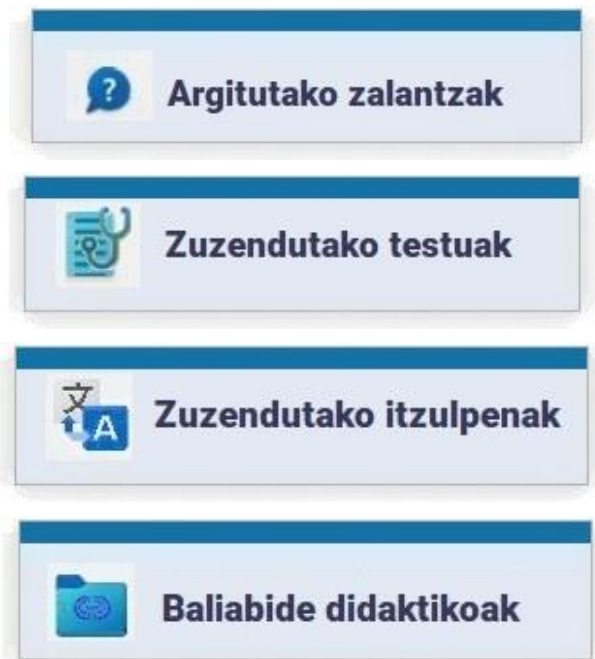 Argitutako zalantzak
Zuzendutako testuak
Zuzendutako itzulpenak
Baliabide didaktikoak